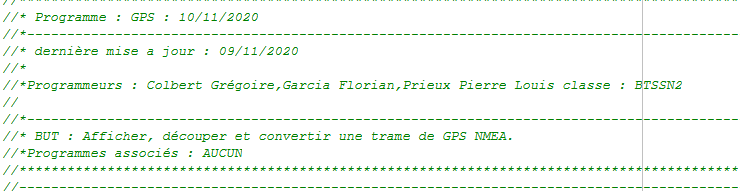 //* Programme : GPS : 10/11/2020
//*-----------------------------------------------------------------------------------------
//* dernière mise a jour : 09/11/2020
//*
//*Programmeurs : Colbert Grégoire,Garcia Florian,Prieux Pierre Louis classe : BTSSN2
//
//*-----------------------------------------------------------------------------------------
//* BUT : Afficher, découper et convertir une trame de GPS NMEA.
//*Programmes associés : AUCUN
//******************************************************************************************
//------------------------------------------------------------------------------------------